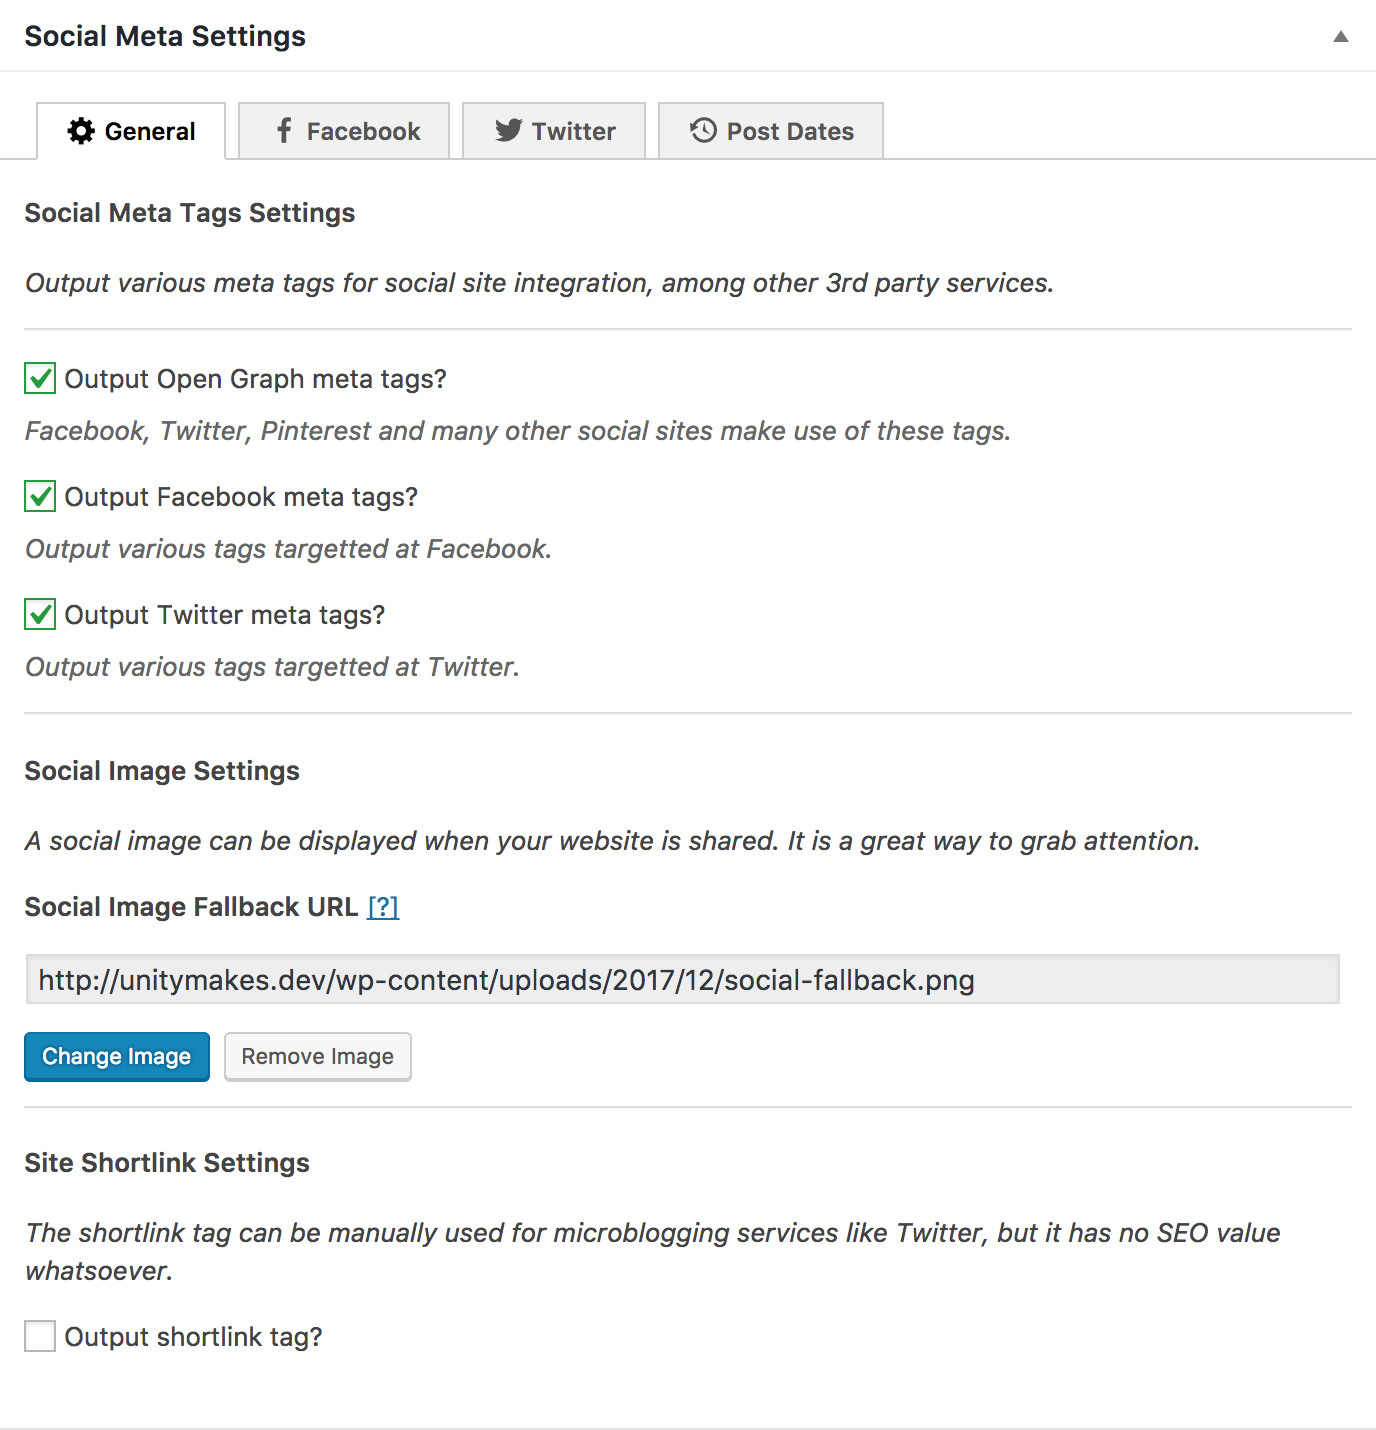 Social Meta Settings
General
Facebook
Twitter
Post Dates
Social Meta Tags Settings
Output various meta tags for social site integration, among other 3rd party services.
Output Open Graph meta tags?
Facebook, Twitter, Pinterest and many other social sites make use of these tags.
Output Facebook meta tags?
Output various tags targetted at Facebook.
Output Twitter meta tags?
Output various tags targetted at Twitter.
Social Image Settings
A social image can be displayed when your website is shared. It is a great way to grab attention.
Social Image Fallback URL [?]
http://unitymakes.dev/wp-content/uploads/2017/12/social-fallback.png
Change Image
Remove Image
Site Shortlink Settings
The shortlink tag can be manually used for microblogging services like Twitter, but it has no SEO value
whatsoever.
Output shortlink tag?